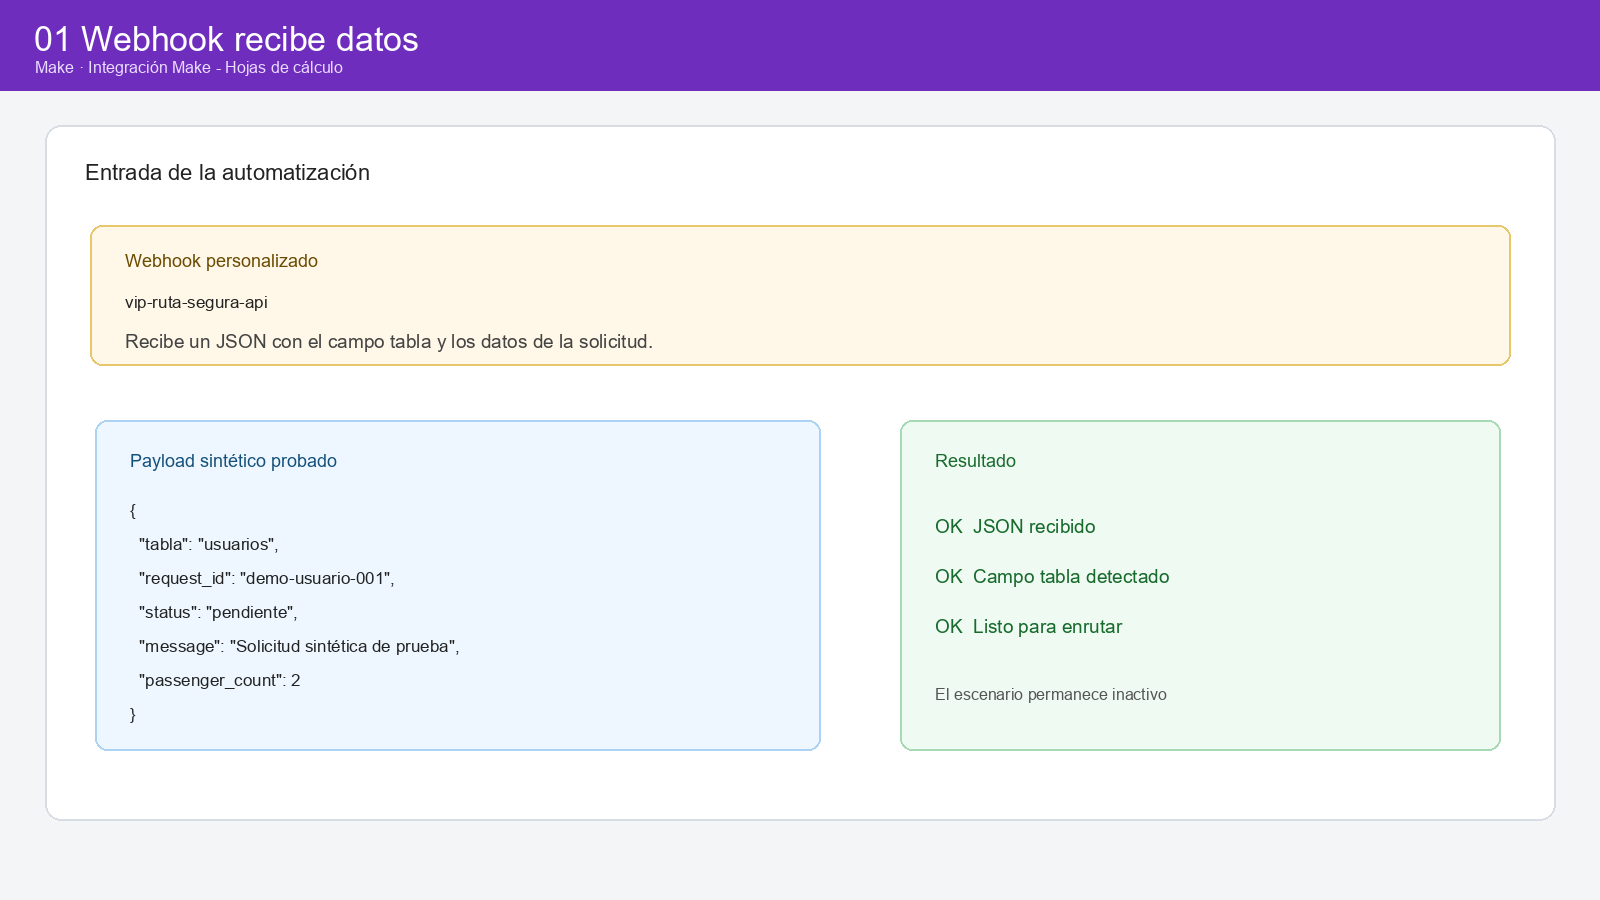 01 Webhook recibe datos
Make · Integración Make - Hojas de cálculo
Entrada de la automatización
Webhook personalizado
vip-ruta-segura-api
Recibe un JSON con el campo tabla y los datos de la solicitud.
Payload sintético probado
{
"tabla": "usuarios",
"request_id": "demo-usuario-001",
"status": "pendiente",
"message": "Solicitud sintética de prueba",
"passenger_count": 2
}
Resultado
OK JSON recibido
OK Campo tabla detectado
OK Listo para enrutar
El escenario permanece inactivo